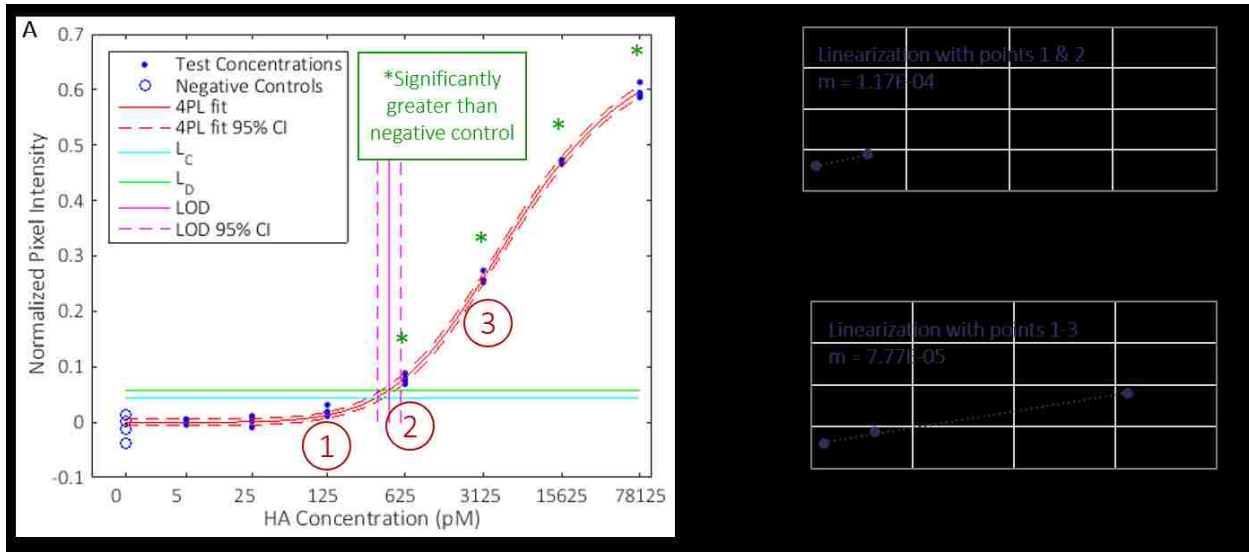 A
0.7
0.6
0.5
0.4
0.3
0.2
0.1
0
-0.1
Normalized Pixel Intensity
Test Concentrations
Negative Controls
4PL fit
4PL fit 95% CI
L_C
L_D
LOD
LOD 95% CI
*Significantly
greater than
negative control
*
*
*
*
1
2
3
0 5 25 125 625 3125 15625 78125
HA Concentration (pM)
Linearization with points 1 & 2
m = 1.17E-04
Linearization with points 1-3
m = 7.77E-05